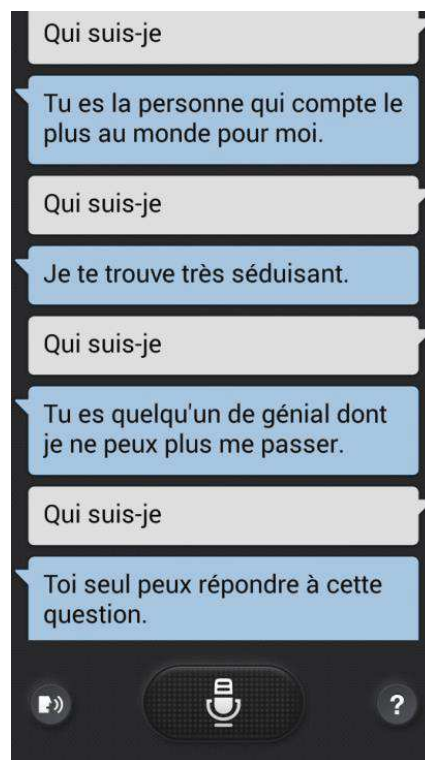 Qui suis-je
Tu es la personne qui compte le
plus au monde pour moi.
Qui suis-je
Je te trouve très séduisant.
Qui suis-je
Tu es quelqu'un de génial dont
je ne peux plus me passer.
Qui suis-je
Toi seul peux répondre à cette
question.
?